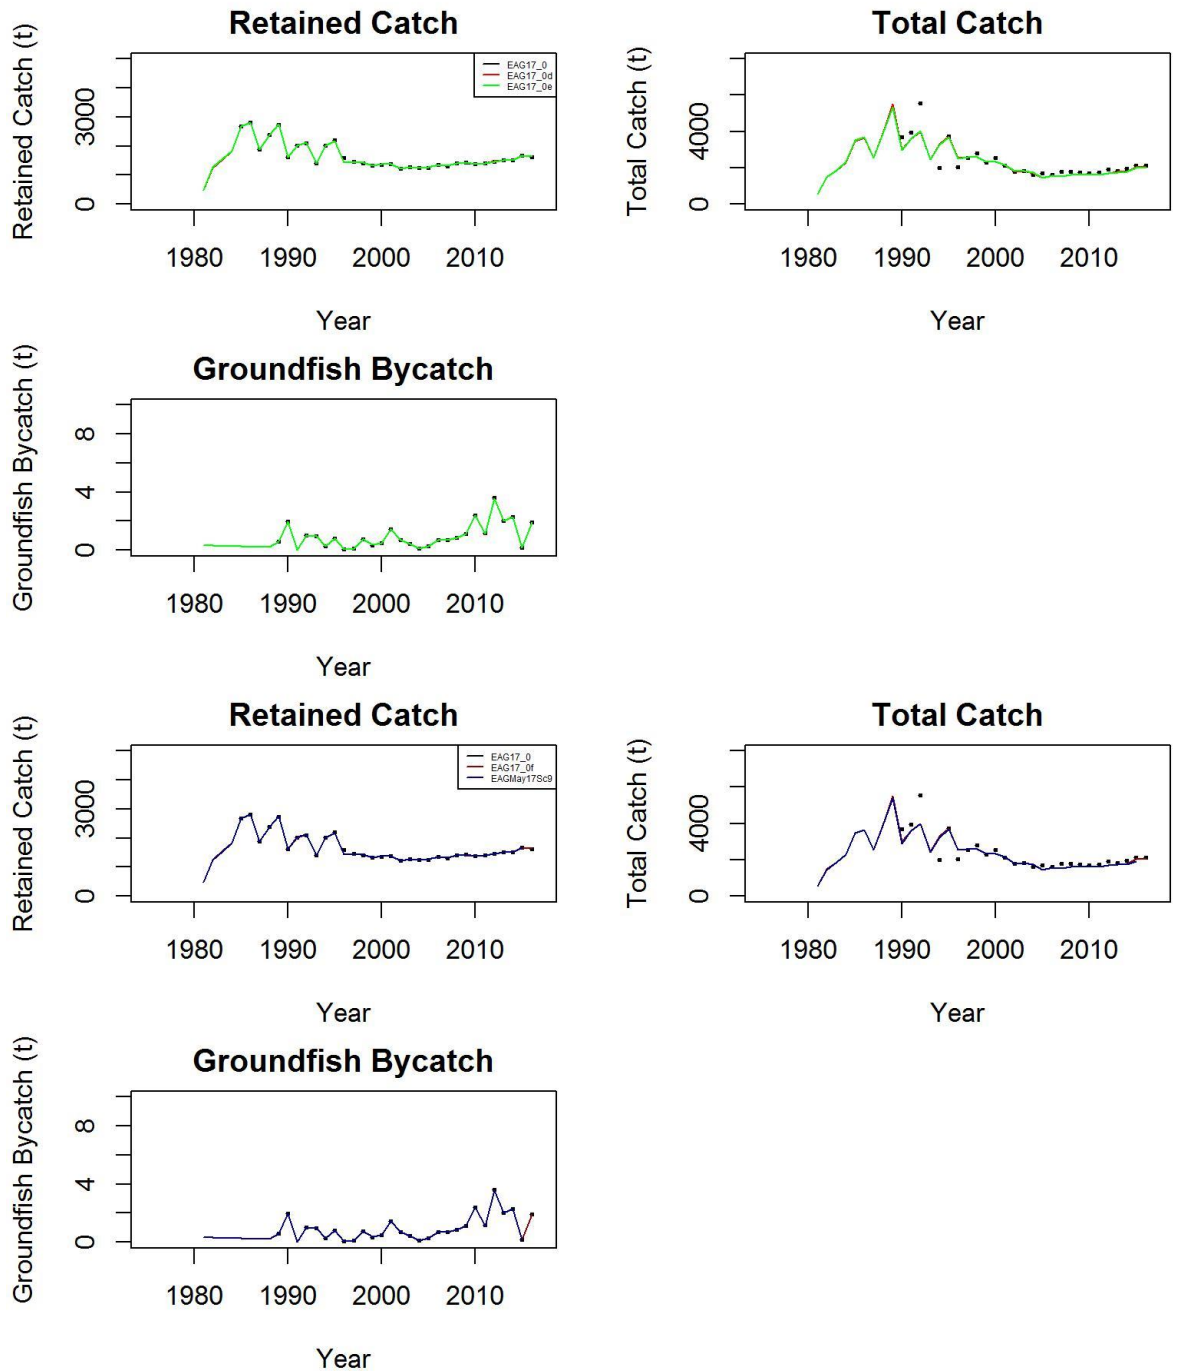 Retained Catch
Retained Catch (t)
0 3000
EAG17_0
EAG17_0d
EAG17_0e
1980 1990 2000 2010
Year
Total Catch
Total Catch (t)
0 4000
1980 1990 2000 2010
Year
Groundfish Bycatch
Groundfish Bycatch (t)
0 4 8
1980 1990 2000 2010
Year
Retained Catch
Retained Catch (t)
0 3000
EAG17_0
EAG17_0f
EAGMay17Sc9
1980 1990 2000 2010
Year
Total Catch
Total Catch (t)
0 4000
1980 1990 2000 2010
Year
Groundfish Bycatch
Groundfish Bycatch (t)
0 4 8
1980 1990 2000 2010
Year